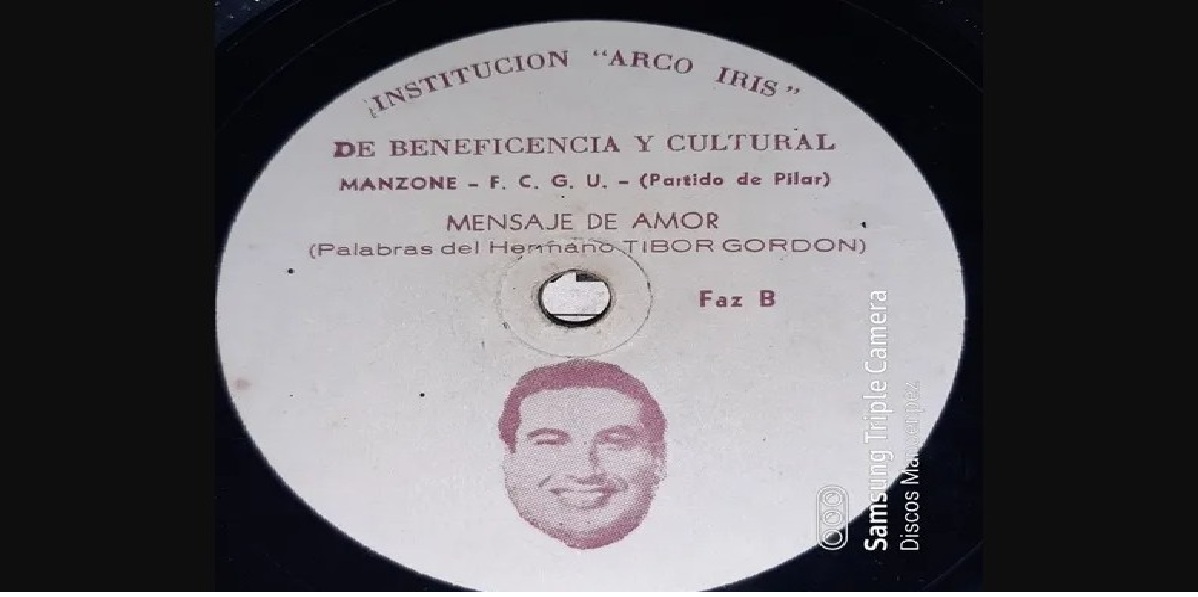 INSTITUCION "ARCO IRIS"
DE BENEFICENCIA Y CULTURAL
MANZONE - F. C. G. U. - (Partido de Pilar)
MENSAJE DE AMOR
(Palabras del Hermano TIBOR GORDON)
Faz B
Samsung Triple Camera
Discos